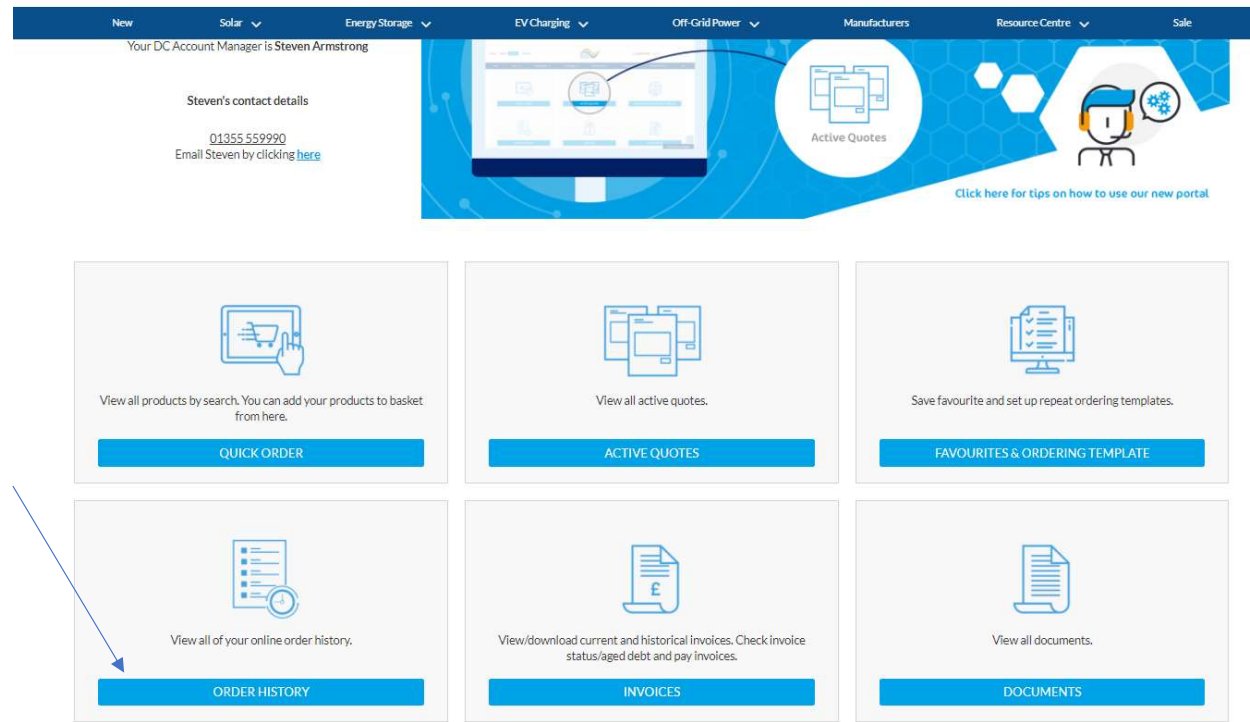 New Solar Energy Storage EV Charging Off-Grid Power Manufacturers Resource Centre Sale
Your DC Account Manager is Steven Armstrong
Steven's contact details
01355 559990
Email Steven by clicking here
Active Quotes
Click here for tips on how to use our new portal
View all products by search. You can add your products to basket
from here.
QUICK ORDER
View all active quotes.
ACTIVE QUOTES
Save favourite and set up repeat ordering templates.
FAVOURITES & ORDERING TEMPLATE
View all of your online order history.
ORDER HISTORY
£
View/download current and historical invoices. Check invoice
status/aged debt and pay invoices.
INVOICES
View all documents.
DOCUMENTS